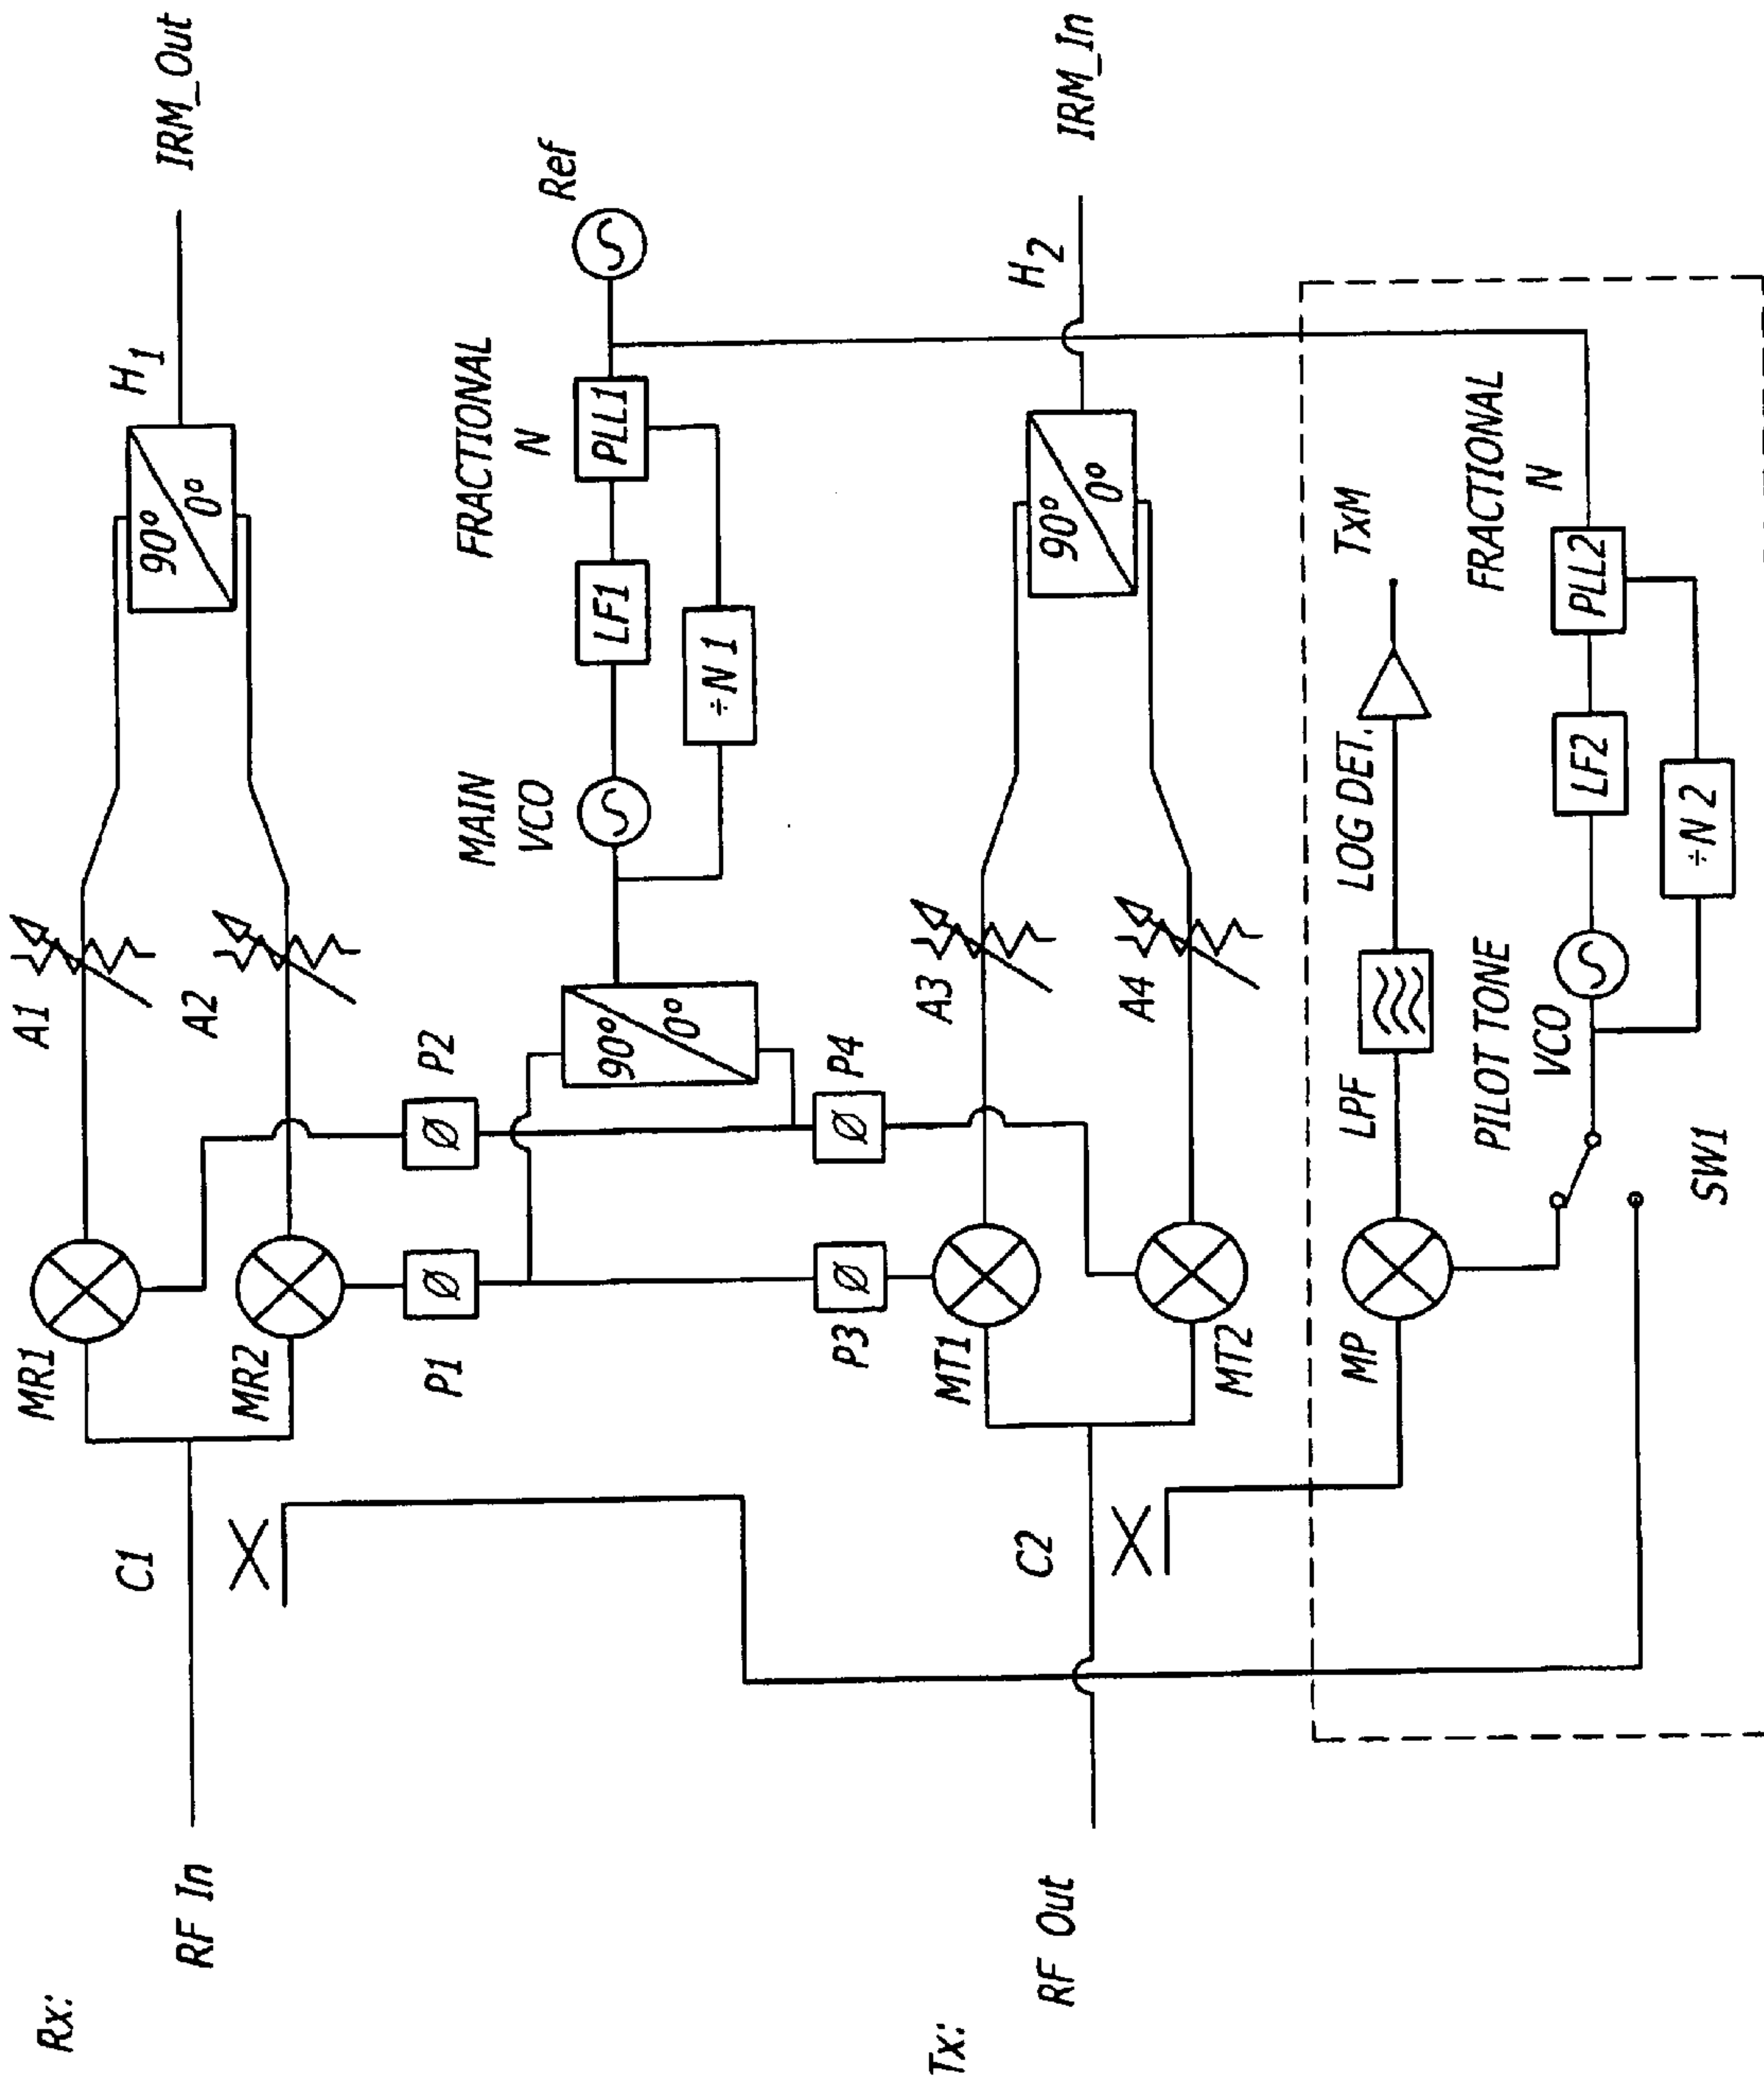 Rx:
RF In
C1
MR1
MR2
A1
A2
90°
0°
H1
IRM_Out
P1
P2
90°
0°
MAIN
VCO
LF1
÷N 1
FRACTIONAL
N
PLL1
Ref
P3
P4
Ø
Ø
Ø
Ø
Tx:
RF Out
C2
MT1
MT2
A3
A4
90°
0°
H2
IRM_In
MP
LPF
LOG DET.
TxM
SW1
PILOT TONE
VCO
LF2
÷N 2
FRACTIONAL
N
PLL2